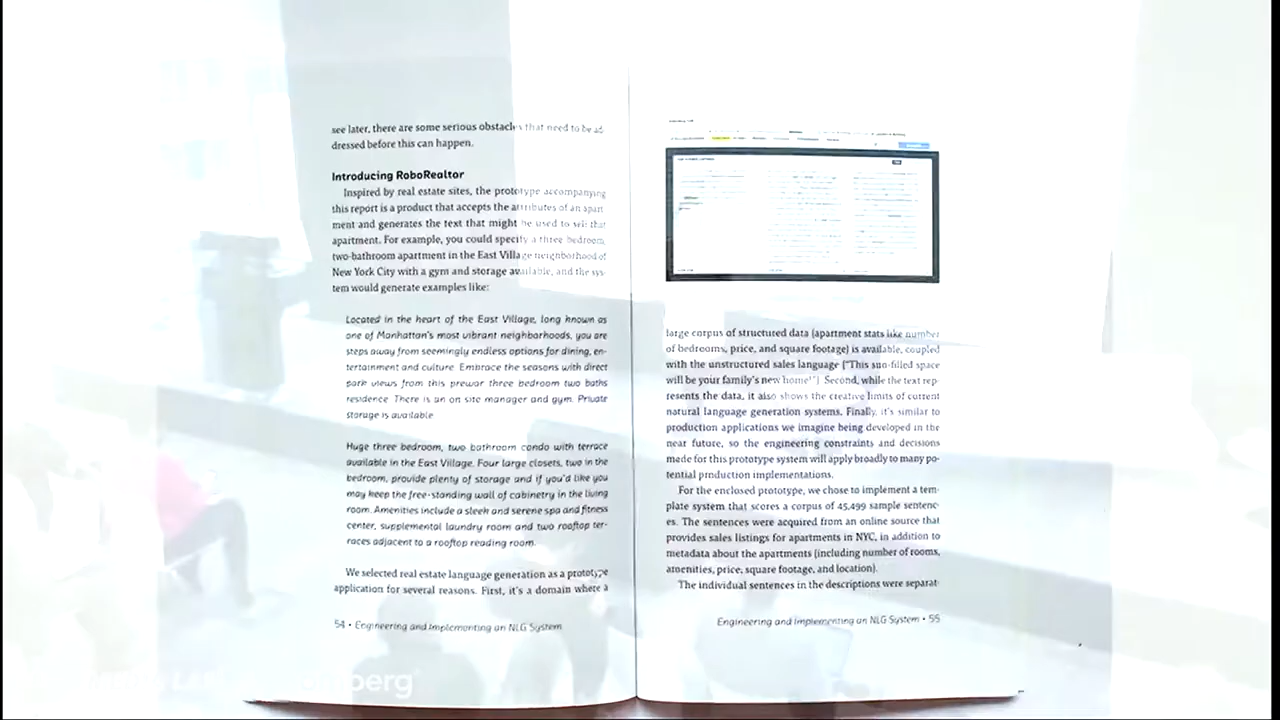 see later, there are some serious obstacles that need to be ad-
dressed before this can happen.
Introducing RoboRealtor
Inspired by real estate sites, the prototype accompanying
this report is a product that accepts the attributes of an apart-
ment and generates the text that might be used to sell that
apartment. For example, you could specify a three bedroom,
two-bathroom apartment in the East Village neighborhood of
New York City with a gym and storage available, and the sys-
tem would generate examples like:
Located in the heart of the East Village, long known as
one of Manhattan's most vibrant neighborhoods, you are
steps away from seemingly endless options for dining, en-
tertainment and culture. Embrace the seasons with direct
park views from this prewar three bedroom two baths
residence. There is an on site manager and gym. Private
storage is available
Huge three bedroom, two bathroom condo with terrace
available in the East Village. Four large closets, two in the
bedroom, provide plenty of storage and if you'd like you
may keep the free-standing wall of cabinetry in the living
room. Amenities include a sleek and serene spa and fitness
center, supplemental laundry room and two rooftop ter-
races adjacent to a rooftop reading room.
We selected real estate language generation as a prototype
application for several reasons. First, it's a domain where a
54 • Engineering and Implementing an NLG System
large corpus of structured data (apartment stats like number
of bedrooms, price, and square footage) is available, coupled
with the unstructured sales language ("This sun-filled space
will be your family's new home!") Second, while the text rep-
resents the data, it also shows the creative limits of current
natural language generation systems. Finally, it's similar to
production applications we imagine being developed in the
near future, so the engineering constraints and decisions
made for this prototype system will apply broadly to many po-
tential production implementations.
For the enclosed prototype, we chose to implement a tem-
plate system that scores a corpus of 45,499 sample sentenc-
es. The sentences were acquired from an online source that
provides sales listings for apartments in NYC, in addition to
metadata about the apartments (including number of rooms,
amenities, price, square footage, and location).
The individual sentences in the descriptions were separat-
Engineering and Implementing an NLG System • 55